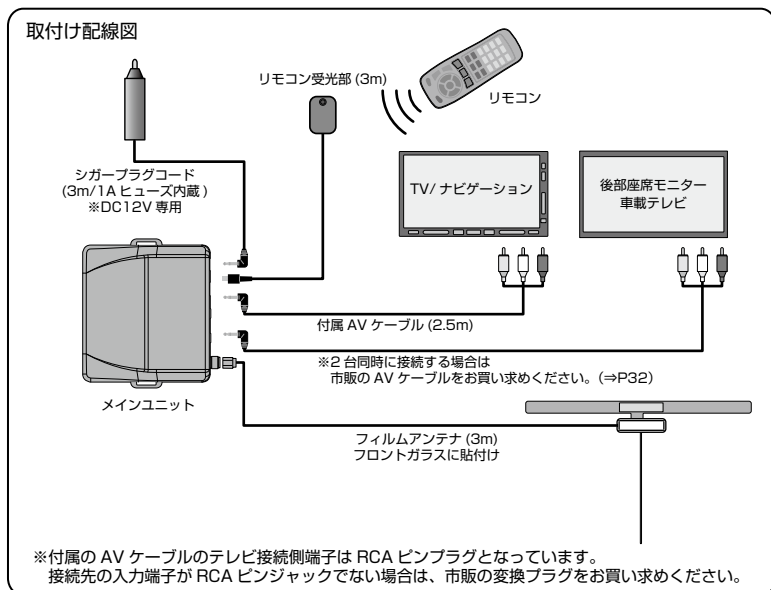 取付け配線図
リモコン受光部 (3m)
リモコン
シガープラグコード
(3m/1A ヒューズ内蔵 )
※DC12V 専用
TV/ ナビゲーション
後部座席モニター
車載テレビ
付属 AV ケーブル (2.5m)
※2 台同時に接続する場合は
市販の AV ケーブルをお買い求めください。(⇒P32)
メインユニット
フィルムアンテナ (3m)
フロントガラスに貼付け
※付属の AV ケーブルのテレビ接続側端子は RCA ピンプラグとなっています。
接続先の入力端子が RCA ピンジャックでない場合は、市販の変換プラグをお買い求めください。